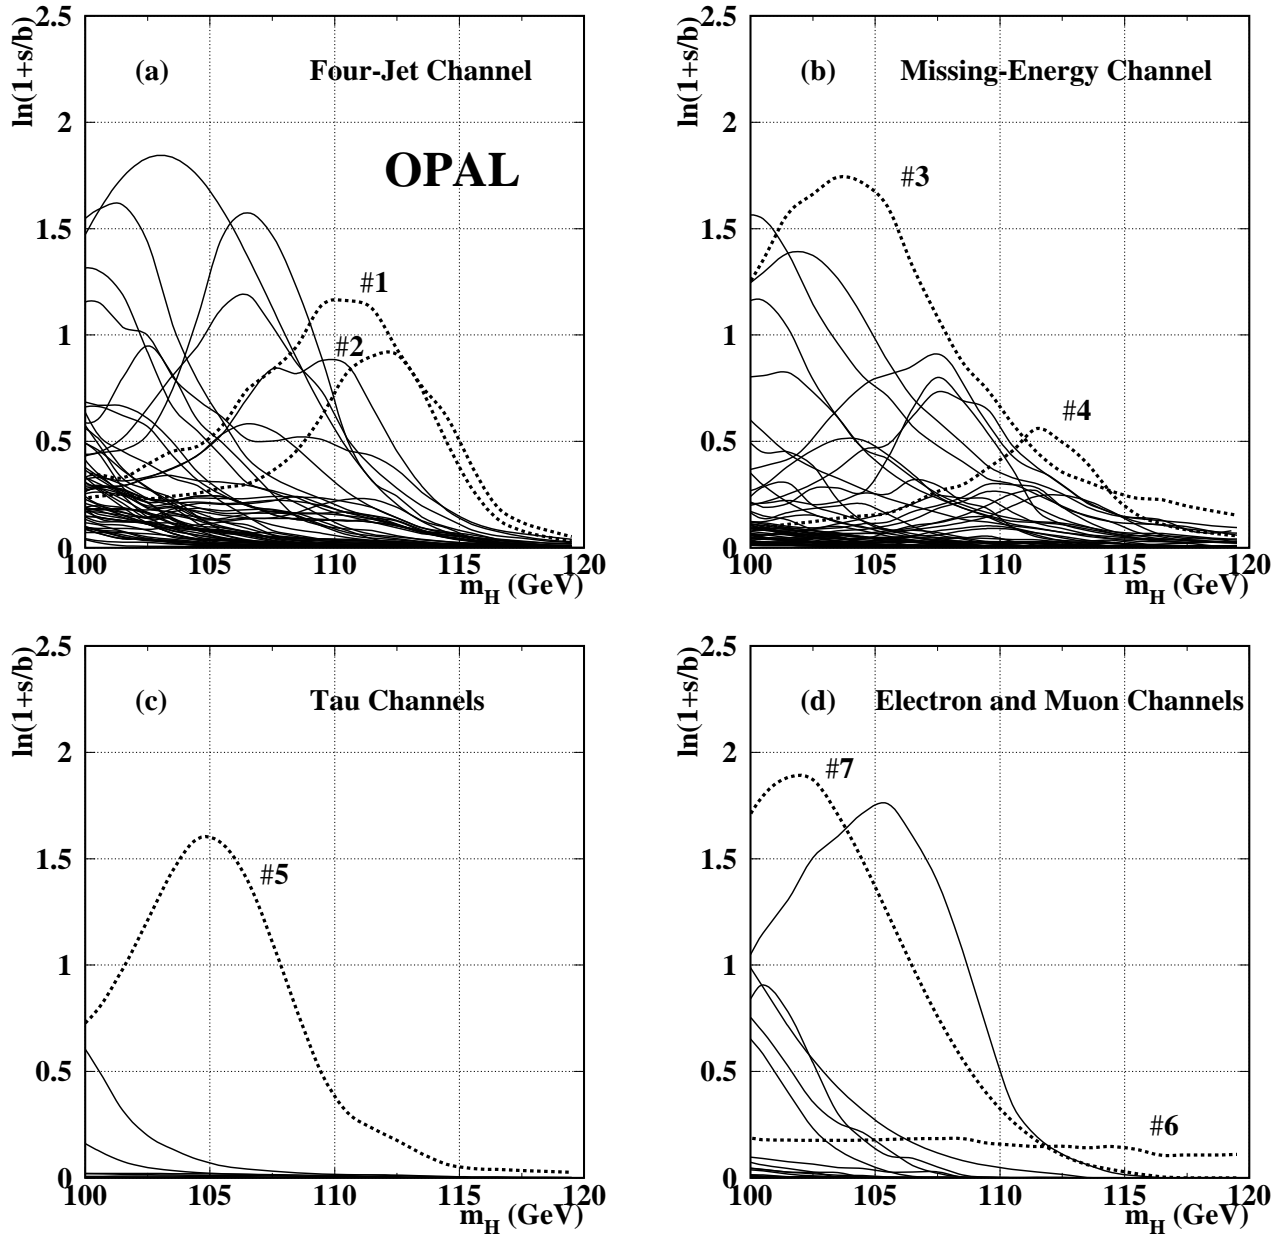 ln(1+s/b)
2.5
2
1.5
1
0.5
0
(a) Four-Jet Channel
OPAL
#1
#2
100 105 110 115 120
m_H (GeV)
ln(1+s/b)
2.5
2
1.5
1
0.5
0
(b) Missing-Energy Channel
#3
#4
100 105 110 115 120
m_H (GeV)
ln(1+s/b)
2.5
2
1.5
1
0.5
0
(c) Tau Channels
#5
100 105 110 115 120
m_H (GeV)
ln(1+s/b)
2.5
2
1.5
1
0.5
0
(d) Electron and Muon Channels
#7
#6
100 105 110 115 120
m_H (GeV)